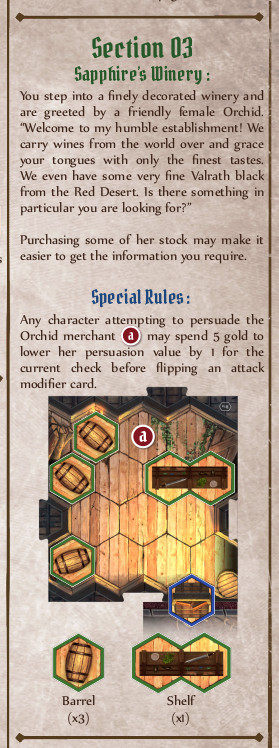 Section 03
Sapphire's Winery:
You step into a finely decorated winery and
are greeted by a friendly female Orchid.
"Welcome to my humble establishment! We
carry wines from the world over and grace
your tongues with only the finest tastes.
We even have some very fine Valrath black
from the Red Desert. Is there something in
particular you are looking for?"
Purchasing some of her stock may make it
easier to get the information you require.
Special Rules:
Any character attempting to persuade the
Orchid merchant a may spend 5 gold to
lower her persuasion value by 1 for the
current check before flipping an attack
modifier card.
a
Barrel
(x3)
Shelf
(x1)